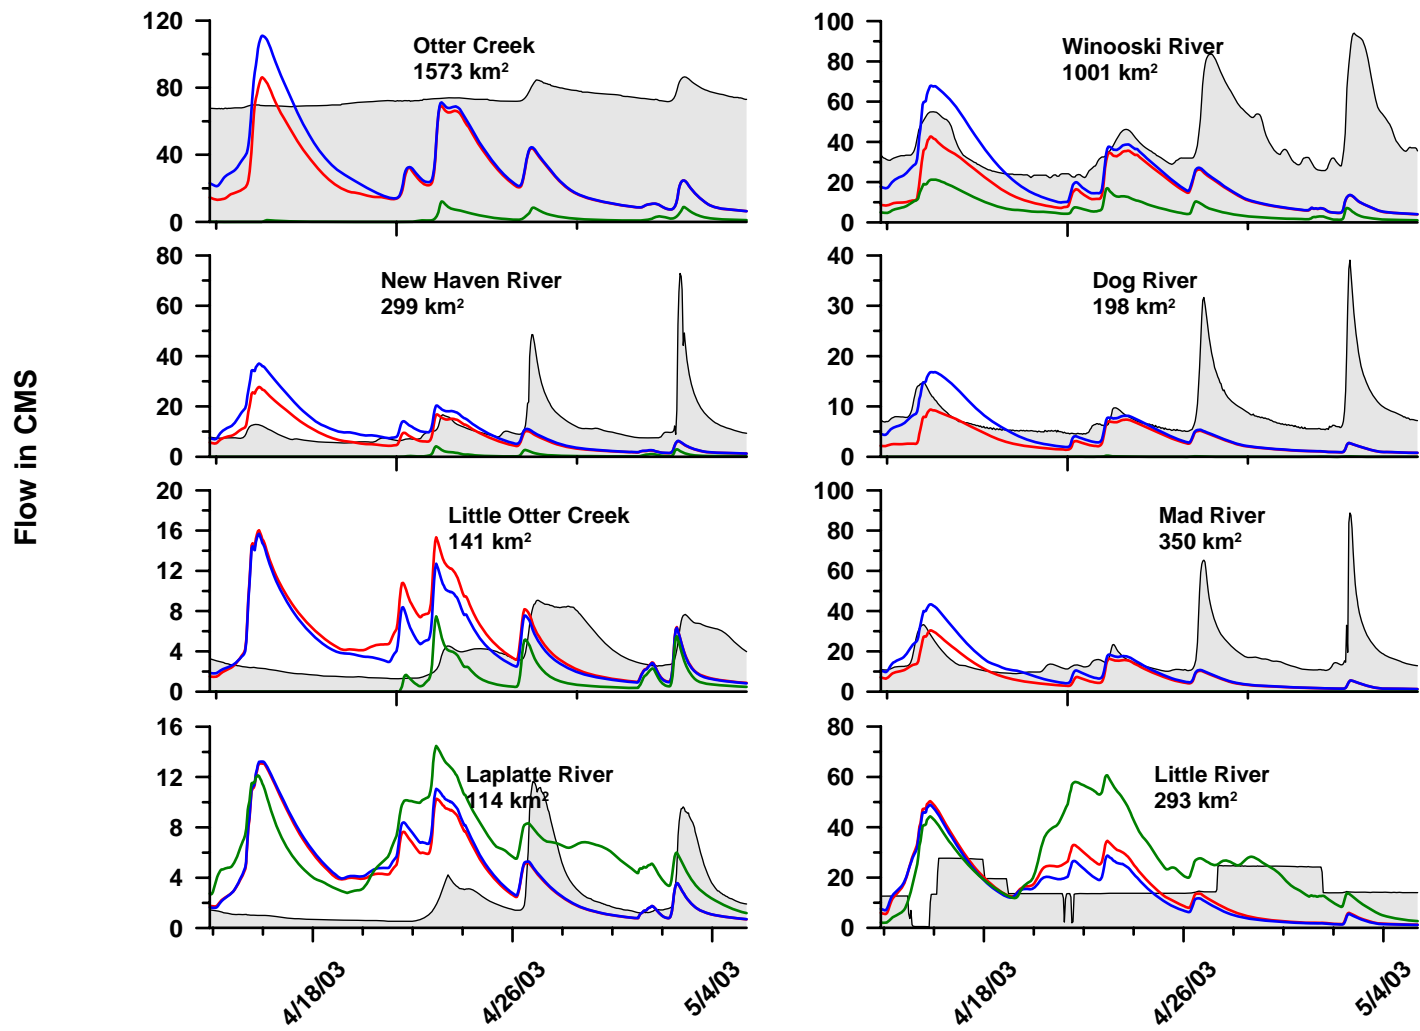 Flow in CMS
120
80
40
0
Otter Creek
1573 km²
100
80
60
40
20
0
Winooski River
1001 km²
80
60
40
20
0
New Haven River
299 km²
40
30
20
10
0
Dog River
198 km²
20
16
12
8
4
0
Little Otter Creek
141 km²
100
80
60
40
20
0
Mad River
350 km²
16
12
8
4
0
Laplatte River
114 km²
80
60
40
20
0
Little River
293 km²
4/18/03
4/26/03
5/4/03
4/18/03
4/26/03
5/4/03